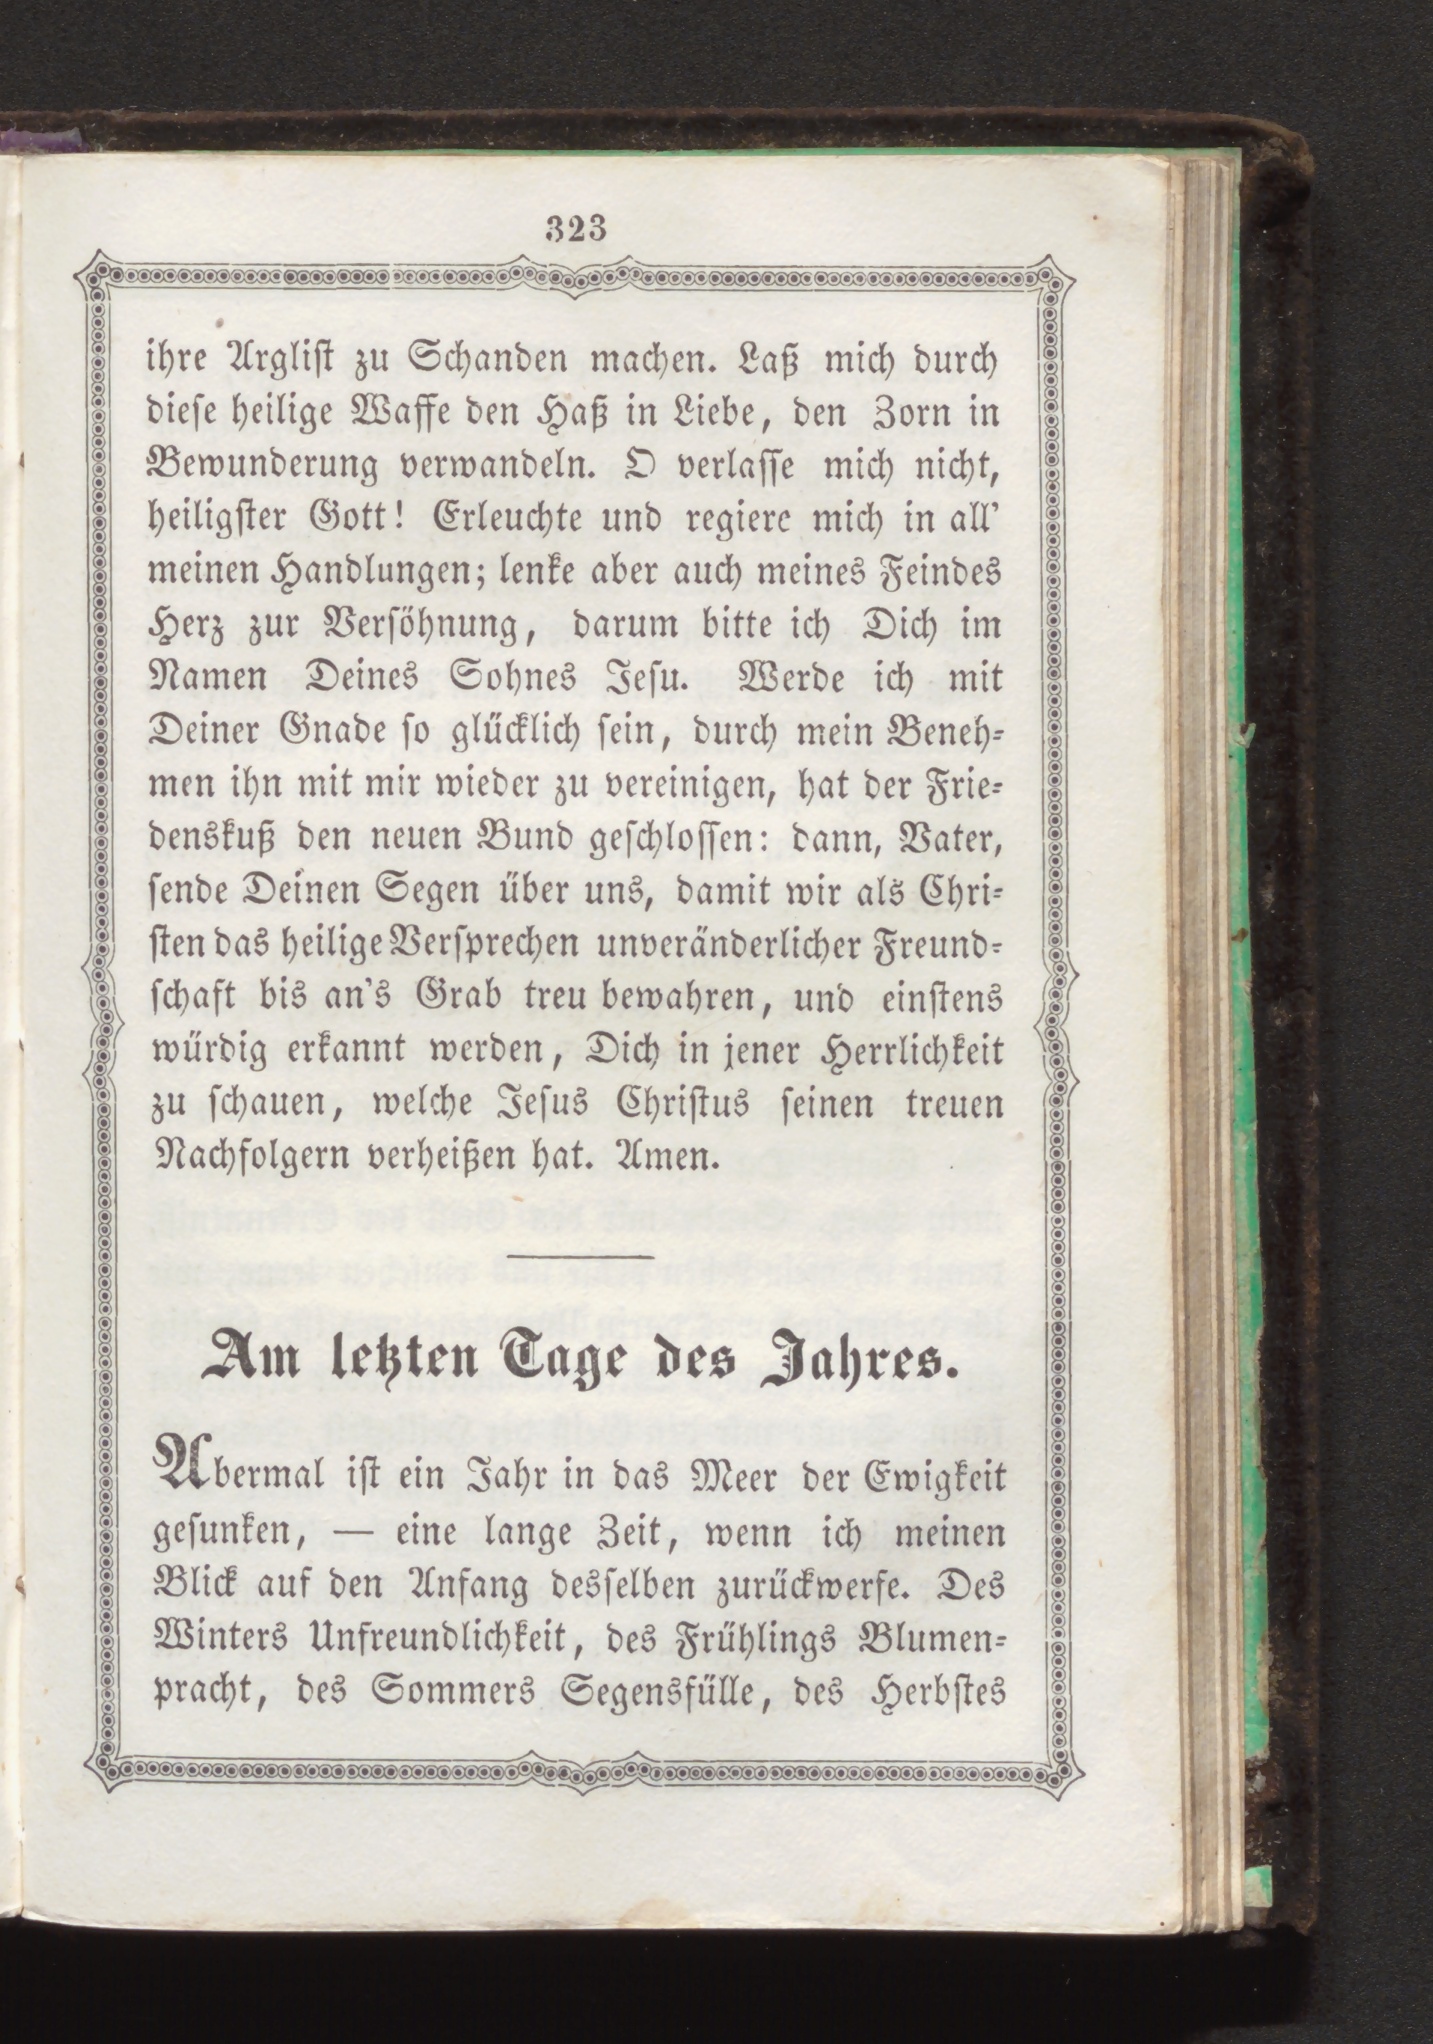 323
ihre Arglist zu Schanden machen. Laß mich durch
diese heilige Waffe den Haß in Liebe, den Zorn in
Bewunderung verwandeln. O verlasse mich nicht,
heiligster Gott! Erleuchte und regiere mich in all'
meinen Handlungen; lenke aber auch meines Feindes
Herz zur Versöhnung, darum bitte ich Dich im
Namen Deines Sohnes Jesu. Werde ich mit
Deiner Gnade so glücklich sein, durch mein Beneh-
men ihn mit mir wieder zu vereinigen, hat der Frie-
denskuß den neuen Bund geschlossen: dann, Vater,
sende Deinen Segen über uns, damit wir als Chri-
sten das heilige Versprechen unveränderlicher Freund-
schaft bis an's Grab treu bewahren, und einstens
würdig erkannt werden, Dich in jener Herrlichkeit
zu schauen, welche Jesus Christus seinen treuen
Nachfolgern verheißen hat. Amen.
Am letzten Tage des Jahres.
Abermal ist ein Jahr in das Meer der Ewigkeit
gesunken, — eine lange Zeit, wenn ich meinen
Blick auf den Anfang desselben zurückwerfe. Des
Winters Unfreundlichkeit, des Frühlings Blumen-
pracht, des Sommers Segensfülle, des Herbstes